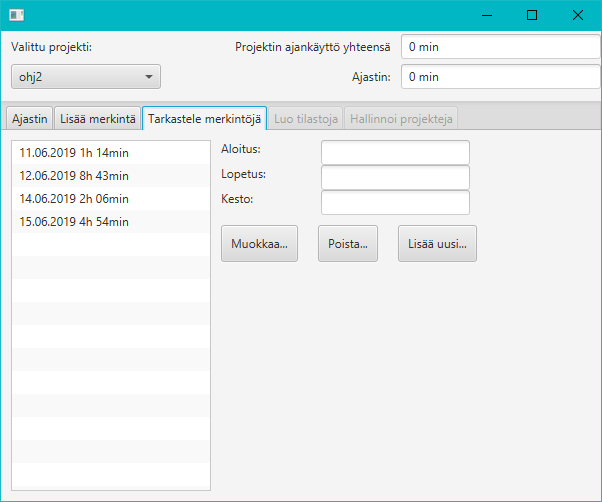 Valittu projekti:
Projektin ajankäyttö yhteensä
0 min
ohj2
Ajastin:
0 min
Ajastin
Lisää merkintä
Tarkastele merkintöjä
Luo tilastoja
Hallinnoi projekteja
11.06.2019 1h 14min
12.06.2019 8h 43min
14.06.2019 2h 06min
15.06.2019 4h 54min
Aloitus:
Lopetus:
Kesto:
Muokkaa...
Poista...
Lisää uusi...